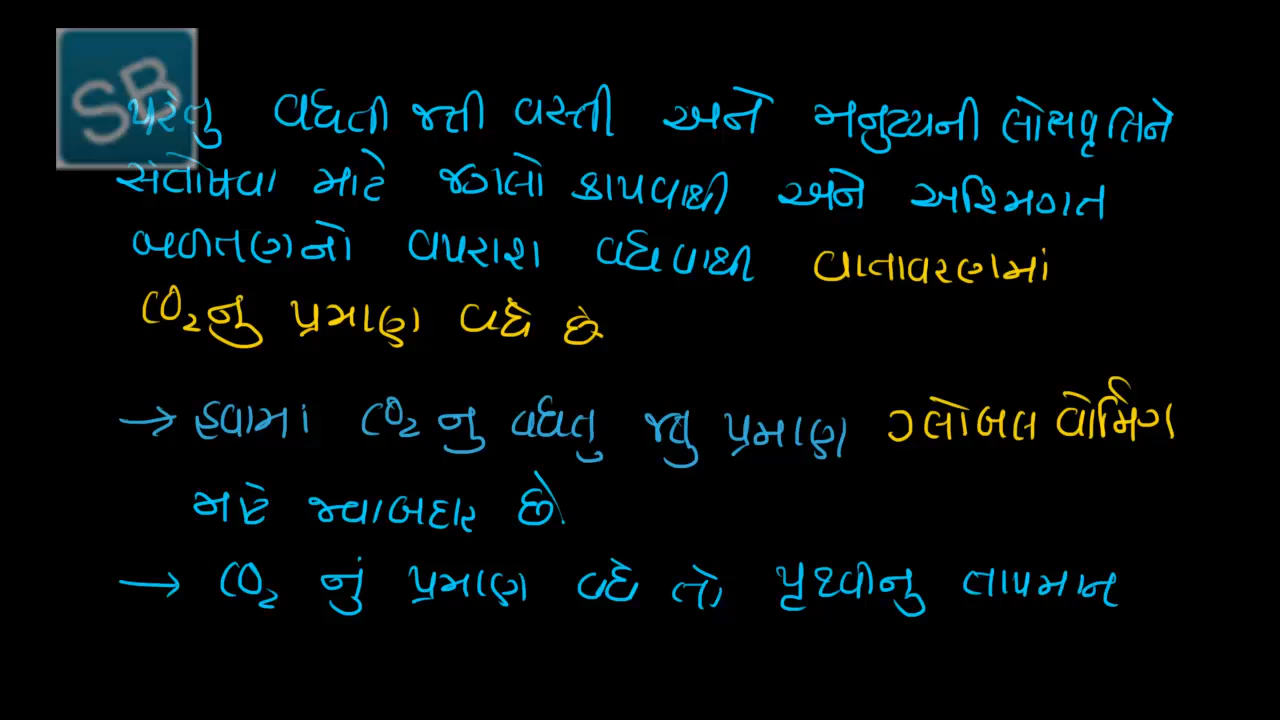 SB
પરંતુ વધતી જતી વસ્તી અને મનુષ્યની લોભવૃતિને
સંતોષવા માટે જંગલો કાપવાથી અને અશ્મિગત
બળતણનો વપરાશ વધવાથી વાતાવરણમાં
CO₂નું પ્રમાણ વધે છે
→ હવામાં CO₂ નુ વધતુ જતુ પ્રમાણ ગ્લોબલ વોર્મિંગ
માટે જવાબદાર છે.
→ CO₂ નું પ્રમાણ વધે તો પૃથ્વીનુ તાપમાન